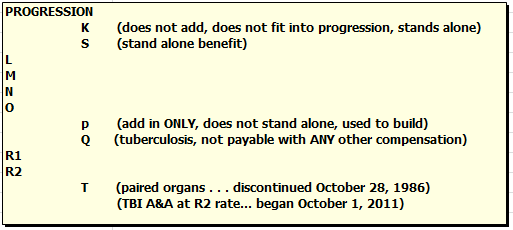 PROGRESSION
K (does not add, does not fit into progression, stands alone)
S (stand alone benefit)
L
M
N
O
p (add in ONLY, does not stand alone, used to build)
Q (tuberculosis, not payable with ANY other compensation)
R1
R2
T (paired organs . . . discontinued October 28, 1986)
(TBI A&A at R2 rate... began October 1, 2011)